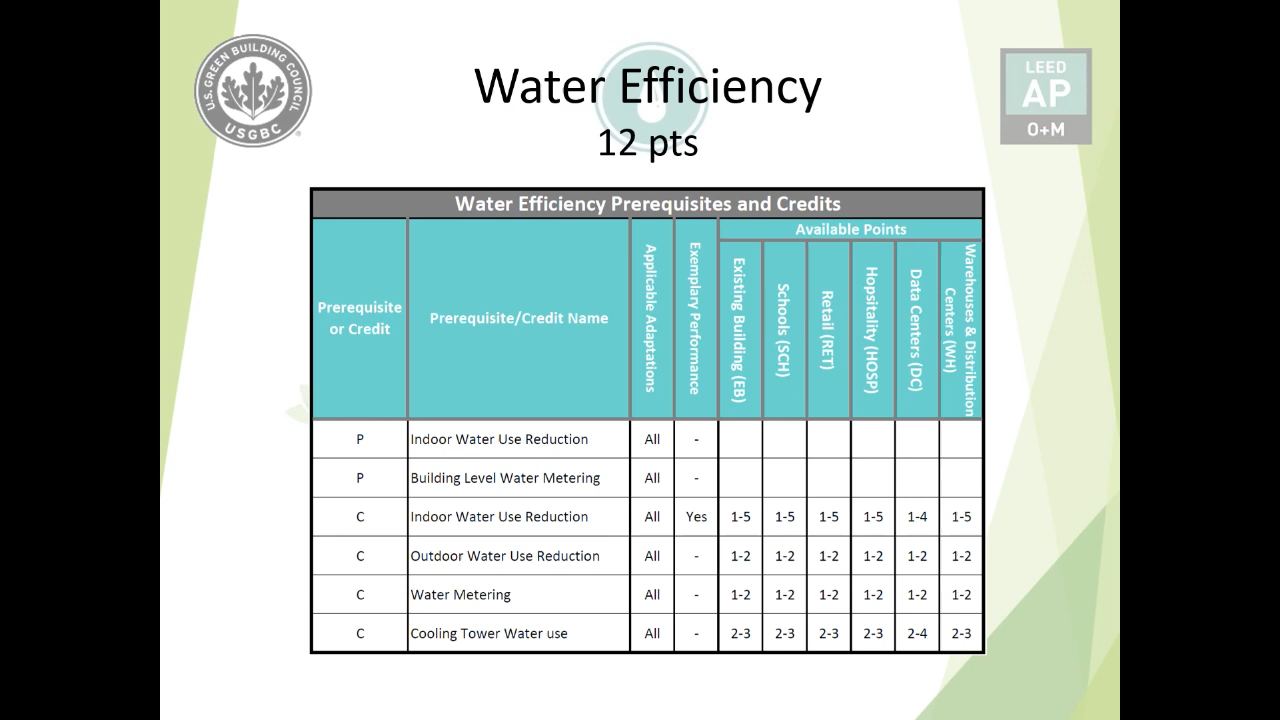 U.S. GREEN BUILDING COUNCIL
USGBC
LEED
AP
O+M
Water Efficiency
12 pts
Water Efficiency Prerequisites and Credits
Prerequisite
or Credit
Prerequisite/Credit Name
Applicable Adaptations
Exemplary Performance
Available Points
Existing Building (EB)
Schools (SCH)
Retail (RET)
Hopsitality (HOSP)
Data Centers (DC)
Warehouses & Distribution
Centers (WH)
P Indoor Water Use Reduction All -
P Building Level Water Metering All -
C Indoor Water Use Reduction All Yes 1-5 1-5 1-5 1-5 1-4 1-5
C Outdoor Water Use Reduction All - 1-2 1-2 1-2 1-2 1-2 1-2
C Water Metering All - 1-2 1-2 1-2 1-2 1-2 1-2
C Cooling Tower Water use All - 2-3 2-3 2-3 2-3 2-4 2-3